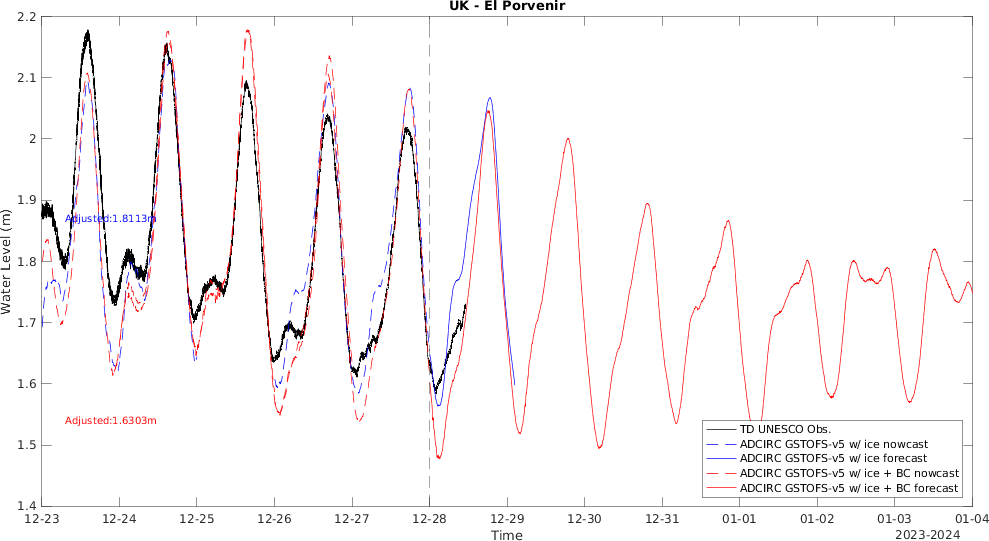 UK - El Porvenir
2.2
2.1
2
1.9
1.8
1.7
1.6
1.5
1.4
Water Level (m)
Adjusted:1.8113m
Adjusted:1.6303m
TD UNESCO Obs.
ADCIRC GSTOFS-v5 w/ ice nowcast
ADCIRC GSTOFS-v5 w/ ice forecast
ADCIRC GSTOFS-v5 w/ ice + BC nowcast
ADCIRC GSTOFS-v5 w/ ice + BC forecast
12-23 12-24 12-25 12-26 12-27 12-28 12-29 12-30 12-31 01-01 01-02 01-03 01-04
Time
2023-2024